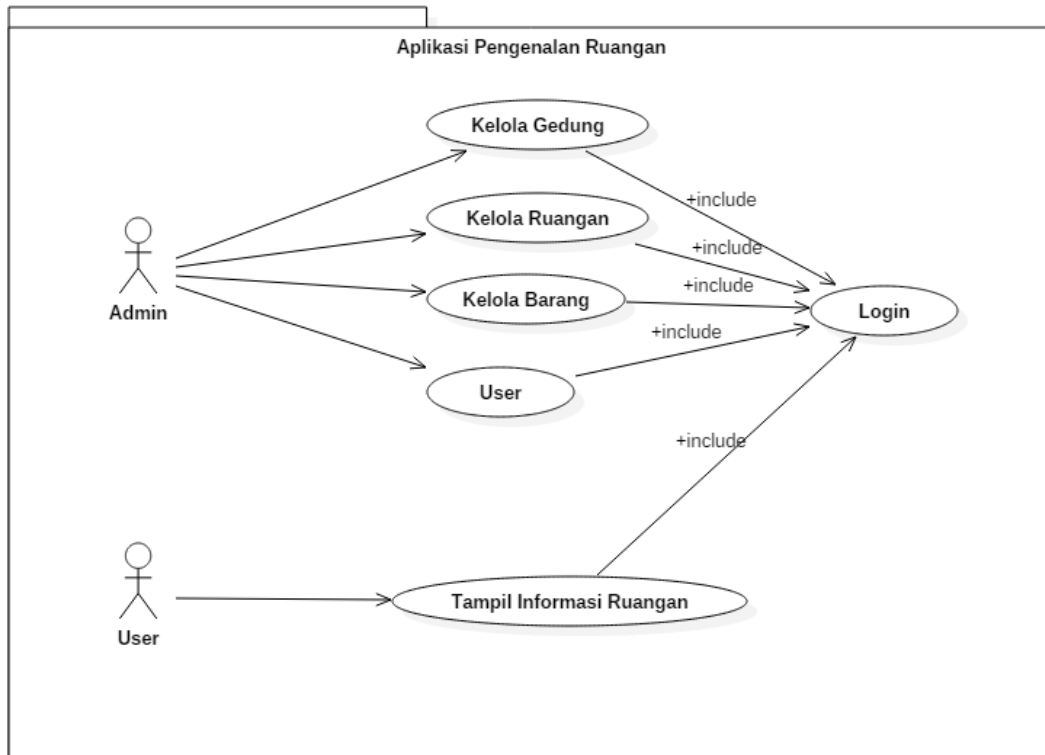 Aplikasi Pengenalan Ruangan
Kelola Gedung
+include
Kelola Ruangan
+include
Kelola Barang
+include
Admin
Login
+include
User
+include
Tampil Informasi Ruangan
User